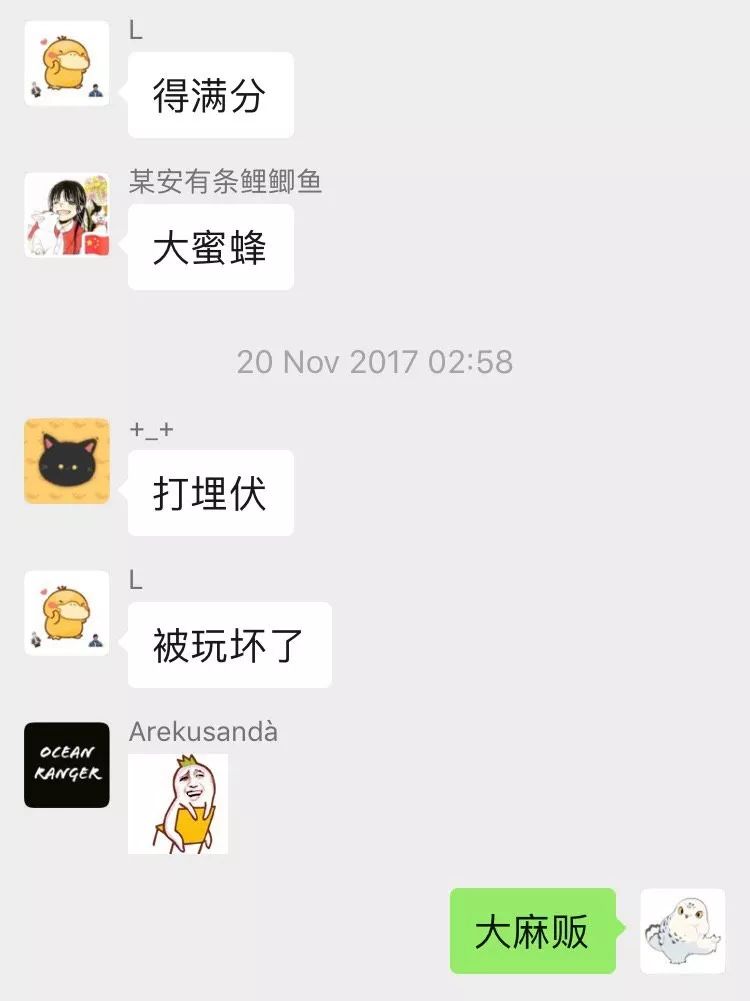 L
得满分
某安有条鲤鲫鱼
大蜜蜂
20 Nov 2017 02:58
+_+
打埋伏
L
被玩坏了
Arekusandà
OCEAN
RANGER
大麻贩